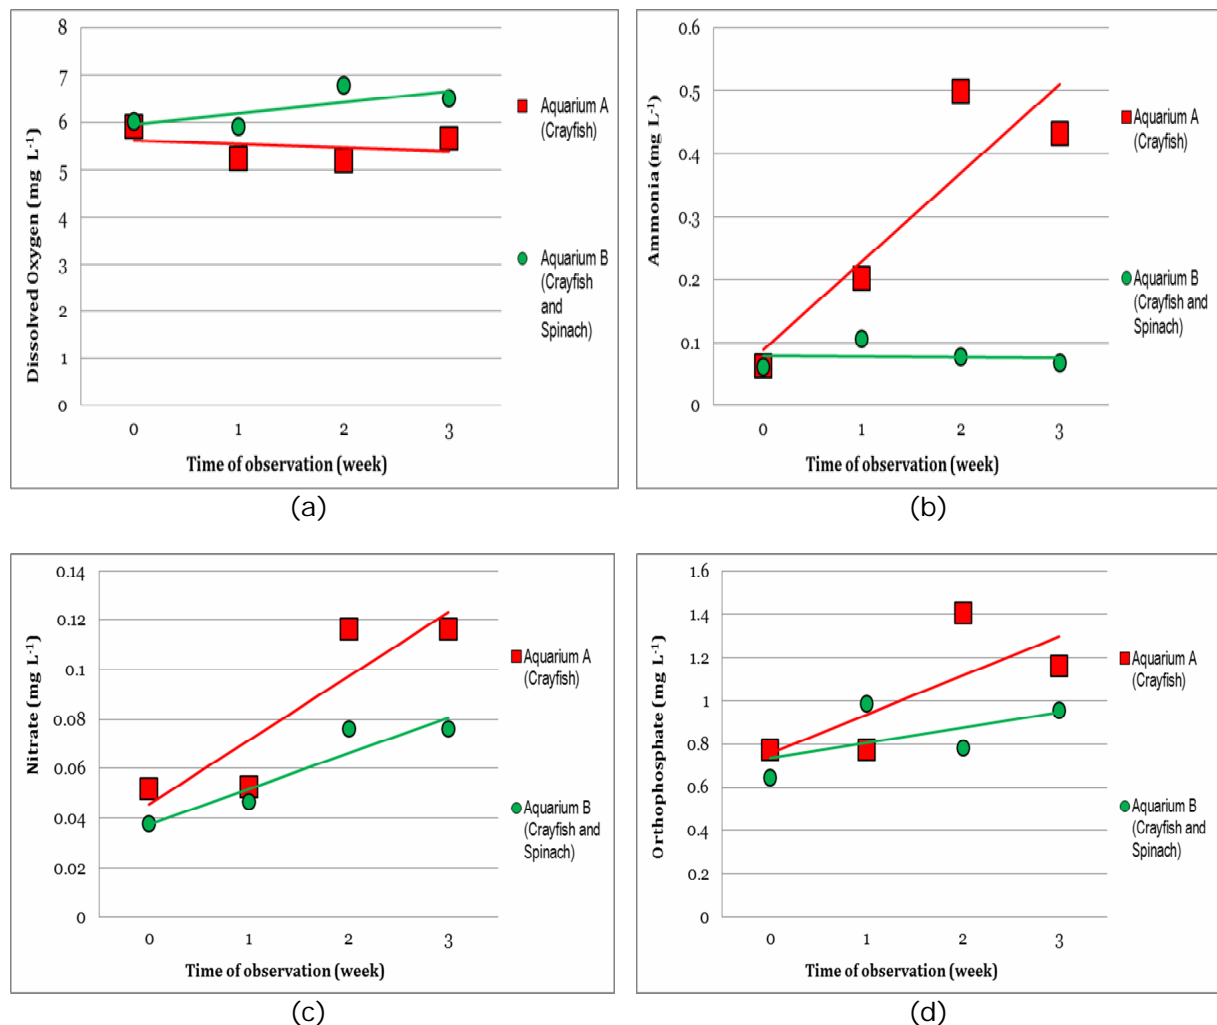 8
7
6
5
4
3
2
1
0
Dissolved Oxygen (mg L-1)
0 1 2 3
Time of observation (week)
Aquarium A
(Crayfish)
Aquarium B
(Crayfish
and
Spinach)
(a)
0.6
0.5
0.4
0.3
0.2
0.1
0
Ammonia (mg L-1)
0 1 2 3
Time of observation (week)
Aquarium A
(Crayfish)
Aquarium B
(Crayfish and
Spinach)
(b)
0.14
0.12
0.1
0.08
0.06
0.04
0.02
0
Nitrate (mg L-1)
0 1 2 3
Time of observation (week)
Aquarium A
(Crayfish)
Aquarium B
(Crayfish and
Spinach)
(c)
1.6
1.4
1.2
1
0.8
0.6
0.4
0.2
0
Orthophosphate (mg L-1)
0 1 2 3
Time of observation (week)
Aquarium A
(Crayfish)
Aquarium B
(Crayfish and
Spinach)
(d)